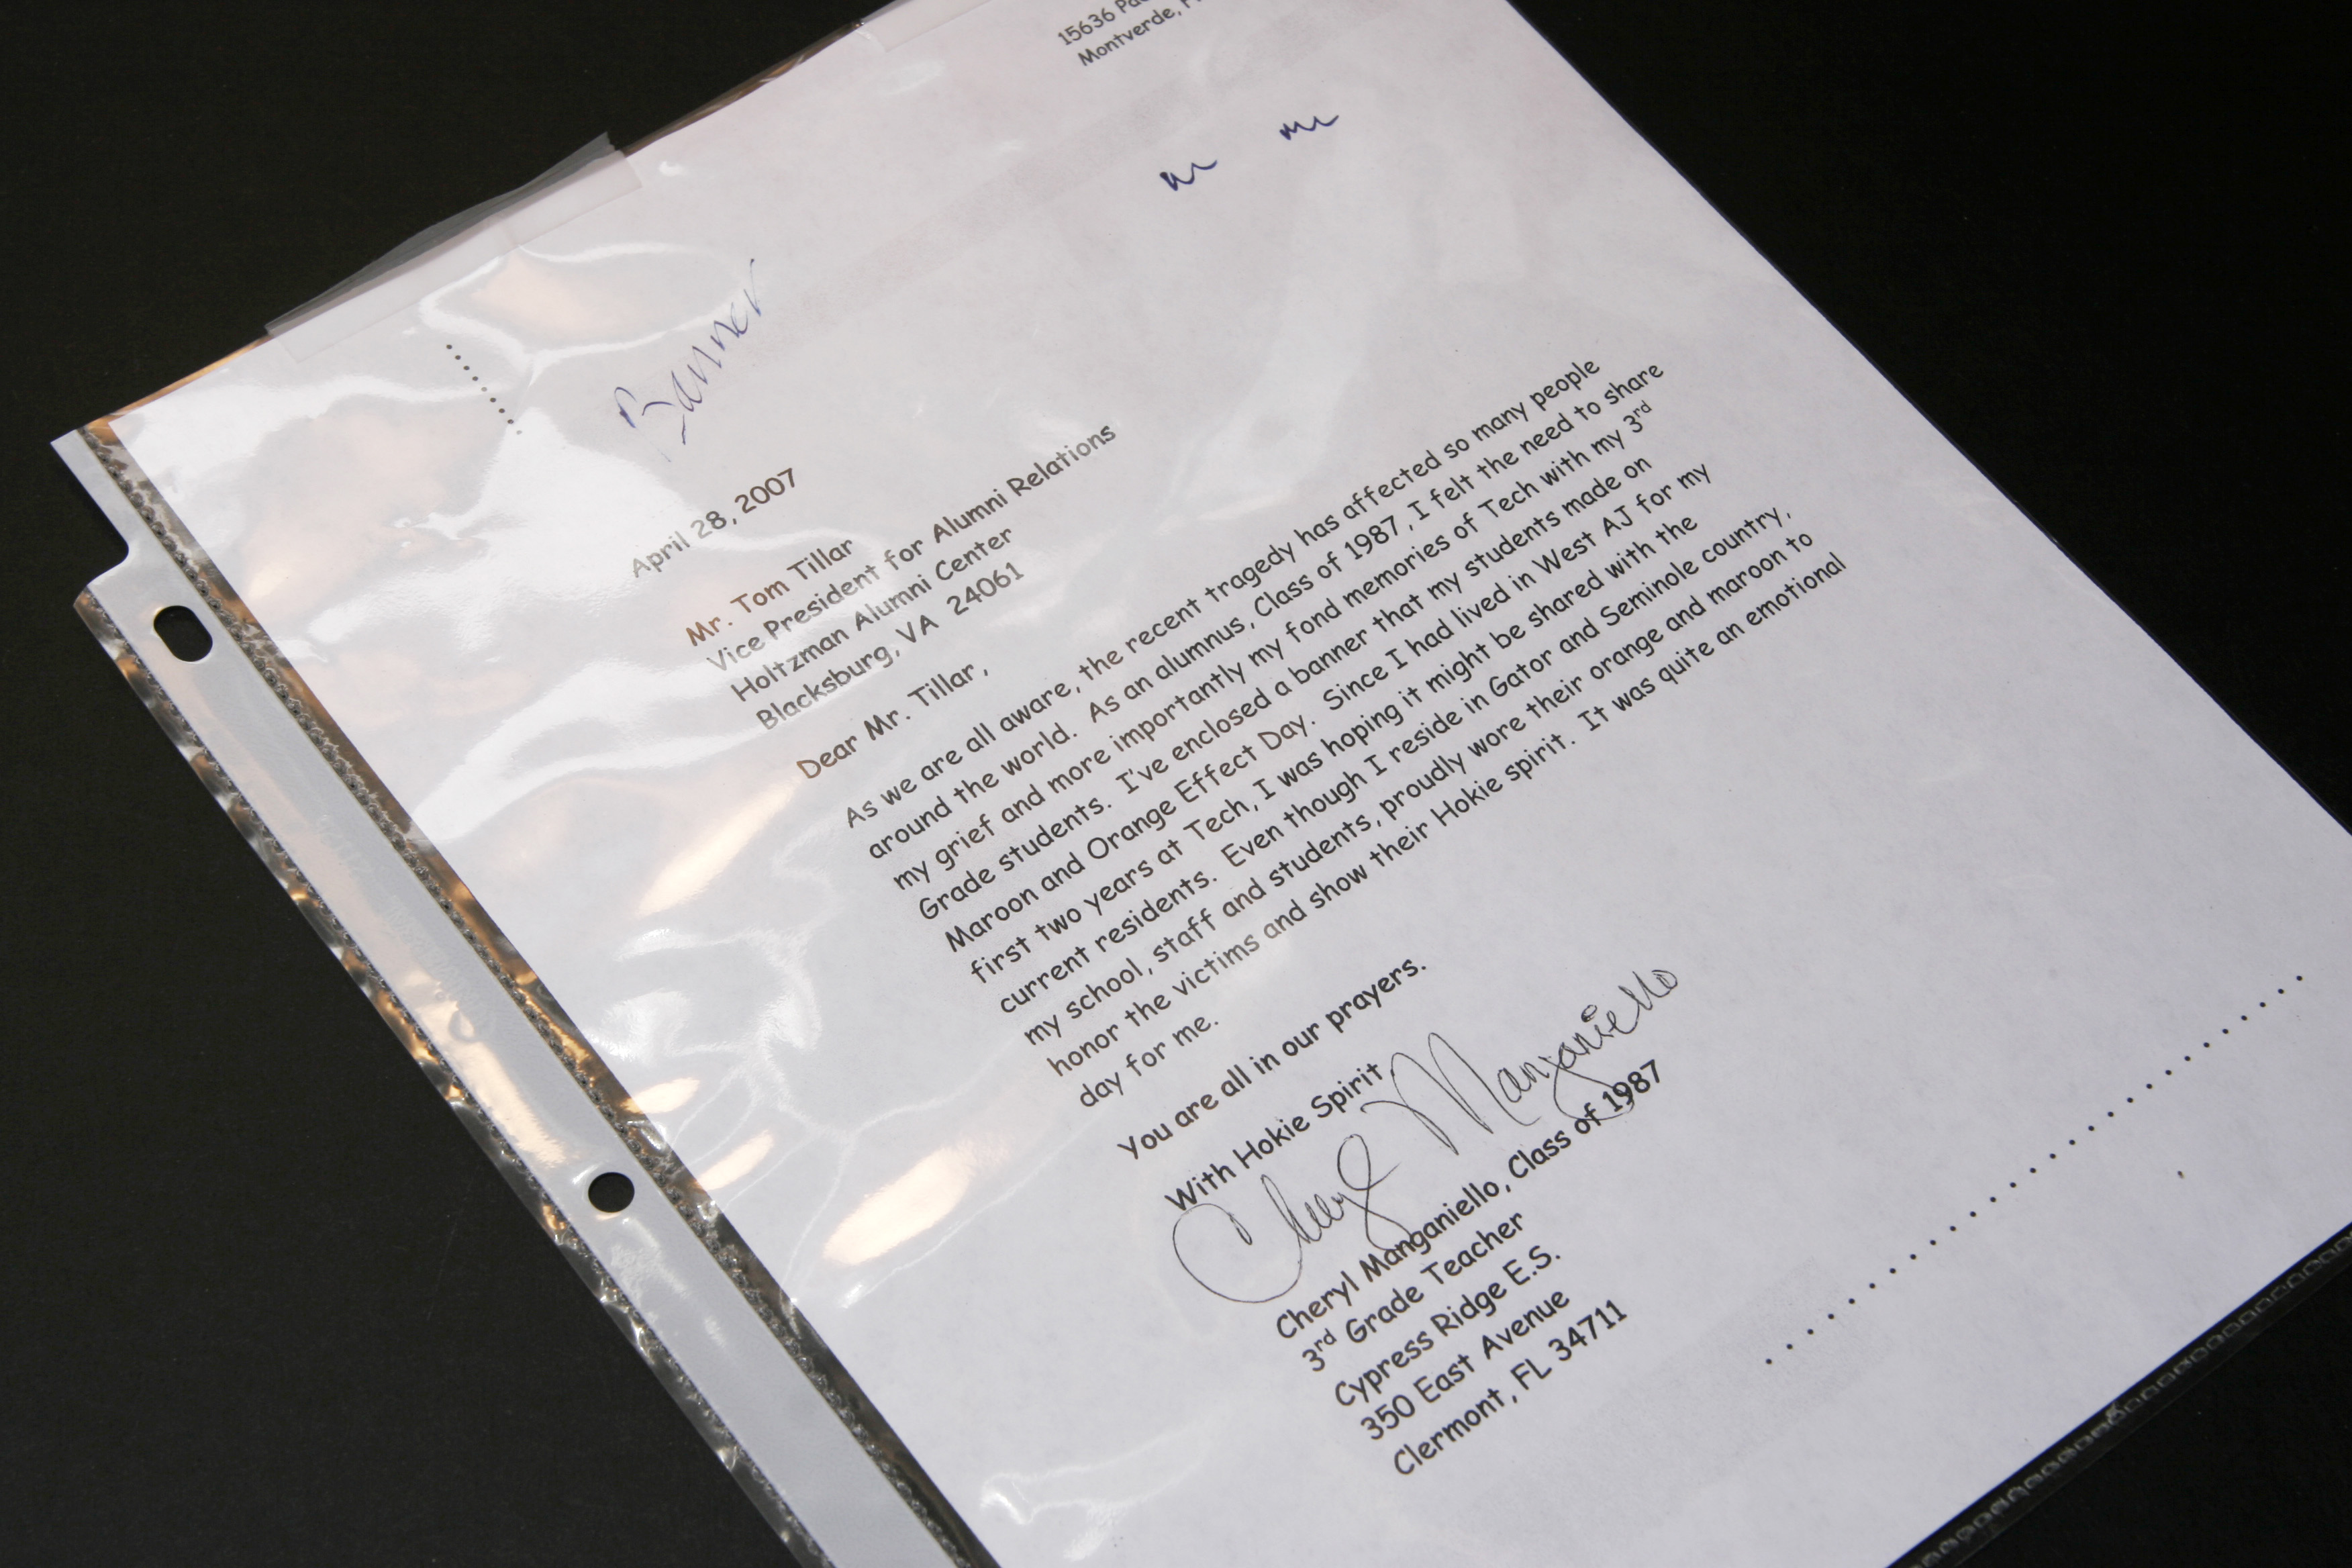 15636
Montverde,
Banner
April 28, 2007
Mr. Tom Tillar
Vice President for Alumni Relations
Holtzman Alumni Center
Blacksburg, VA 24061
Dear Mr. Tillar,
As we are all aware, the recent tragedy has affected so many people
around the world. As an alumnus, Class of 1987, I felt the need to share
my grief and more importantly my fond memories of Tech with my 3rd
Grade students. I've enclosed a banner that my students made on
Maroon and Orange Effect Day. Since I had lived in West AJ for my
first two years at Tech, I was hoping it might be shared with the
current residents. Even though I reside in Gator and Seminole country,
my school, staff and students, proudly wore their orange and maroon to
honor the victims and show their Hokie spirit. It was quite an emotional
day for me.
You are all in our prayers.
With Hokie Spirit
Cheryl Manganiello
Cheryl Manganiello, Class of 1987
3rd Grade Teacher
Cypress Ridge E.S.
350 East Avenue
Clermont, FL 34711